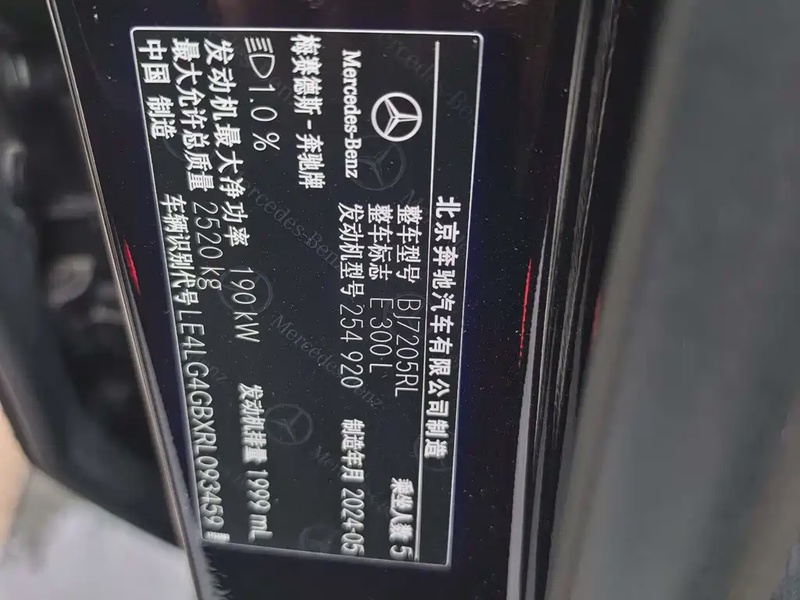 北京奔驰汽车有限公司制造
Mercedes-Benz
整车型号 BJ7205RL
乘坐人数 5
整车标志 E 300 L
梅赛德斯-奔驰牌
发动机型号 254 920
制造年月 2024-05
1.0 %
发动机最大净功率 190 kW
发动机排量 1999 mL
最大允许总质量 2520 kg
中国 制造
车辆识别代号 LE4LG4GBXRL093459